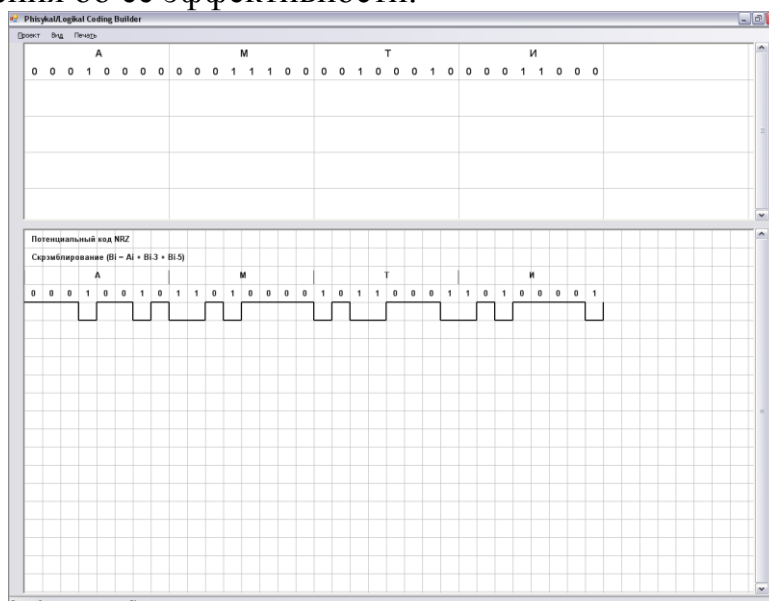 ения об ее эффективности.
Phisykal/Logikal Coding Builder
Проект Вид Печать
А М Т И
0 0 0 1 0 0 0 0 0 0 0 1 1 1 0 0 0 0 1 0 0 0 1 0 0 0 0 1 1 0 0 0
Потенциальный код NRZ
Скрэмблирование (Bi = Ai + Bi-3 + Bi-5)
А М Т И
0 0 0 1 0 0 1 0 1 1 0 1 0 0 0 0 1 0 1 1 0 0 0 1 1 0 1 0 0 0 0 1